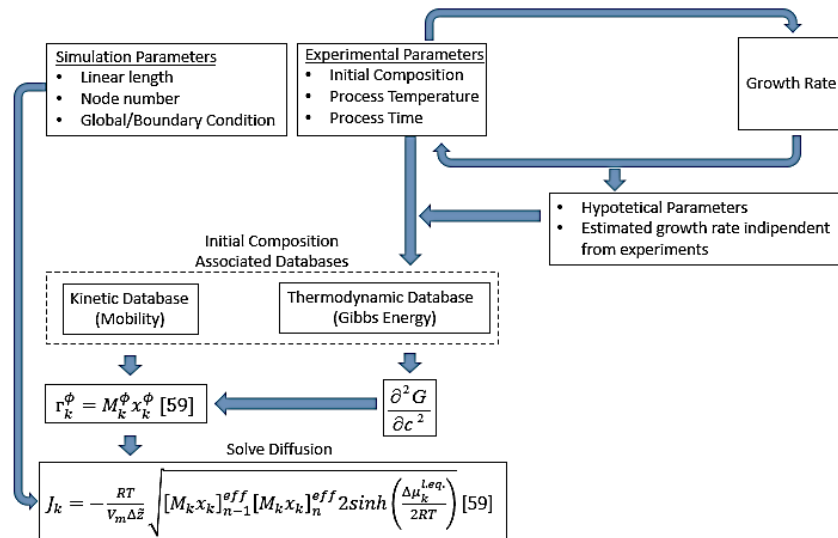 Simulation Parameters
• Linear length
• Node number
• Global/Boundary Condition
Experimental Parameters
• Initial Composition
• Process Temperature
• Process Time
Growth Rate
• Hypotetical Parameters
• Estimated growth rate indipendent
from experiments
Initial Composition
Associated Databases
Kinetic Database
(Mobility)
Thermodynamic Database
(Gibbs Energy)
Γ_k^ϕ = M_k^ϕ x_k^ϕ [59]
∂²G/∂c²
Solve Diffusion
J_k = −RT/(V_m Δz̃) √([M_k x_k]_{n−1}^{eff} [M_k x_k]_n^{eff}) 2sinh(Δμ_k^{l.eq.}/2RT) [59]